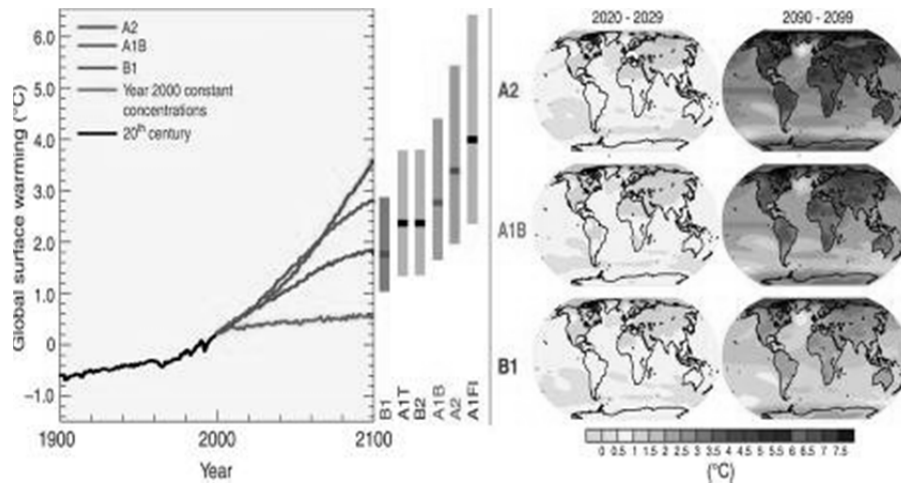 Global surface warming (°C)
6.0
5.0
4.0
3.0
2.0
1.0
0
–1.0
A2
A1B
B1
Year 2000 constant
concentrations
20th century
1900
2000
2100
Year
B1
A1T
B2
A1B
A2
A1FI
2020 - 2029
2090 - 2099
A2
A1B
B1
0 0.5 1 1.5 2 2.5 3 3.5 4 4.5 5 5.5 6 6.5 7 7.5
(°C)